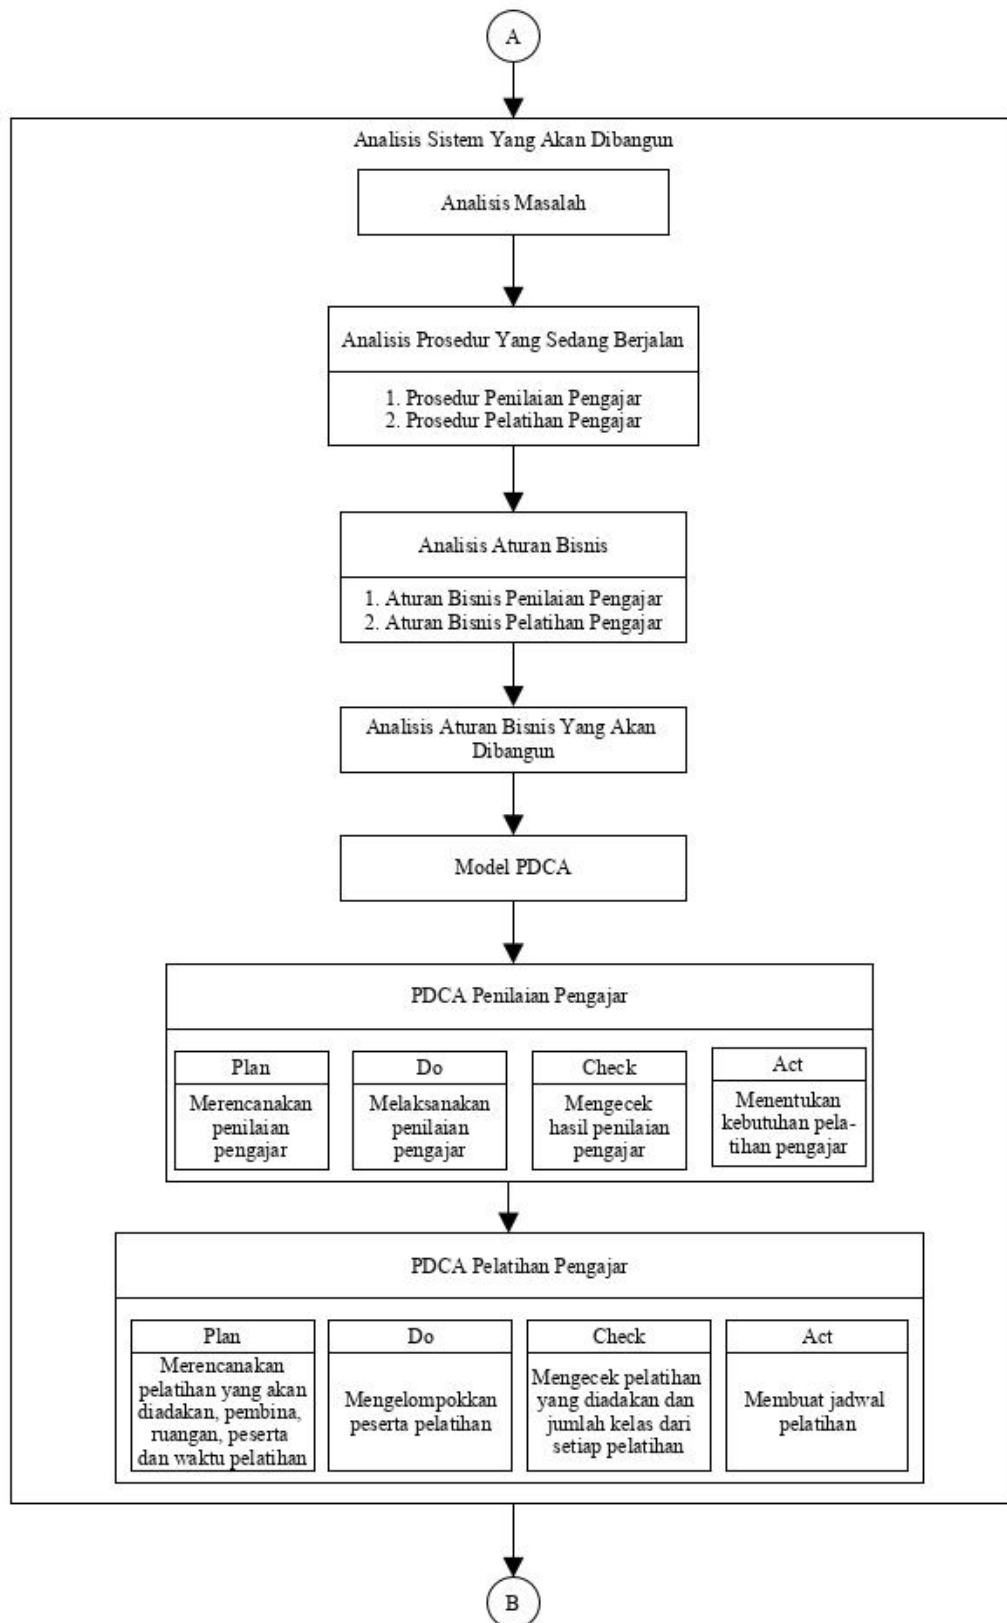 A
Analisis Sistem Yang Akan Dibangun
Analisis Masalah
Analisis Prosedur Yang Sedang Berjalan
1. Prosedur Penilaian Pengajar
2. Prosedur Pelatihan Pengajar
Analisis Aturan Bisnis
1. Aturan Bisnis Penilaian Pengajar
2. Aturan Bisnis Pelatihan Pengajar
Analisis Aturan Bisnis Yang Akan
Dibangun
Model PDCA
PDCA Penilaian Pengajar
Plan
Merencanakan
penilaian
pengajar
Do
Melaksanakan
penilaian
pengajar
Check
Mengecek
hasil penilaian
pengajar
Act
Menentukan
kebutuhan pela-
tihan pengajar
PDCA Pelatihan Pengajar
Plan
Merencanakan
pelatihan yang akan
diadakan, pembina,
ruangan, peserta
dan waktu pelatihan
Do
Mengelompokkan
peserta pelatihan
Check
Mengecek pelatihan
yang diadakan dan
jumlah kelas dari
setiap pelatihan
Act
Membuat jadwal
pelatihan
B